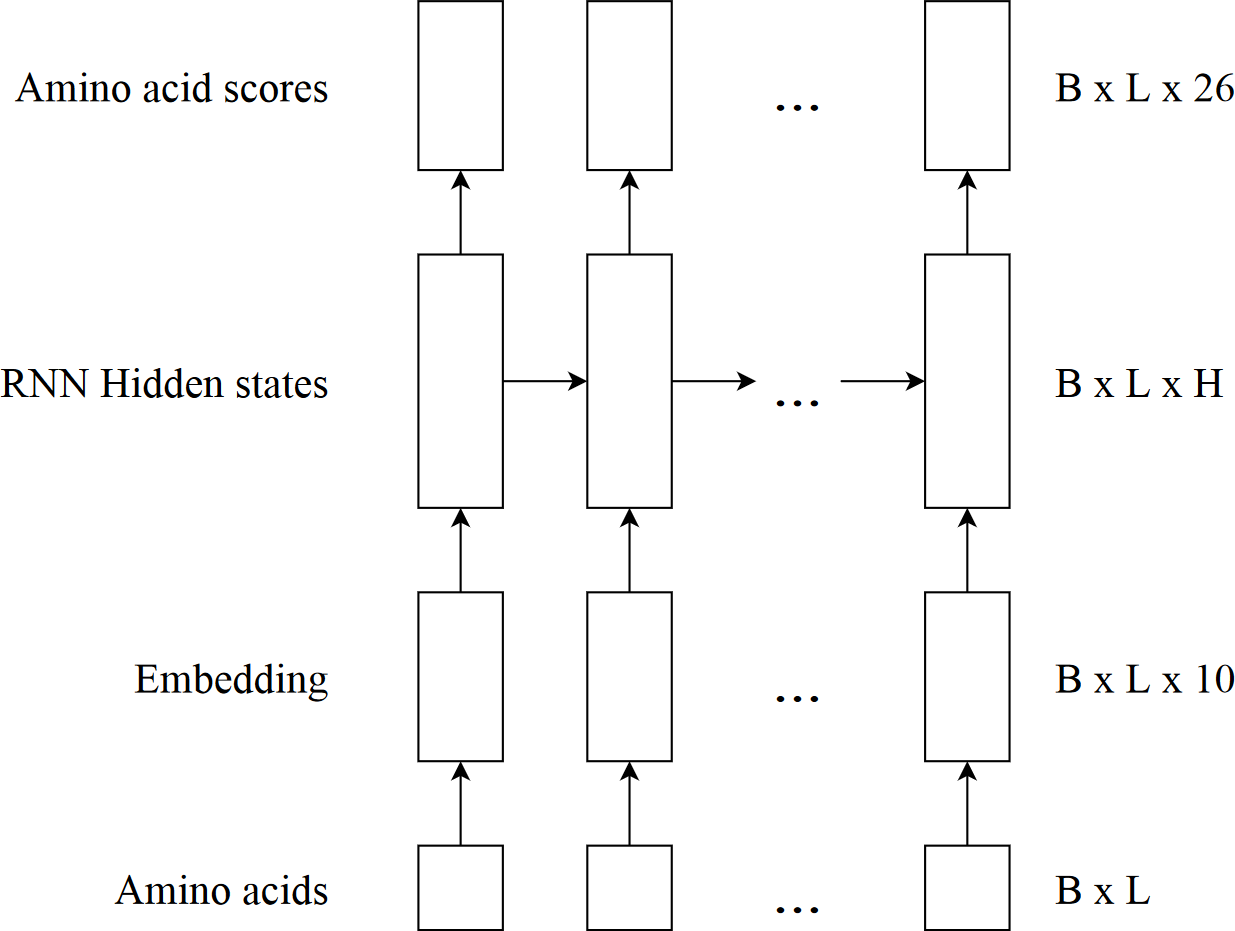 Amino acid scores ... B x L x 26
RNN Hidden states ... B x L x H
Embedding ... B x L x 10
Amino acids ... B x L